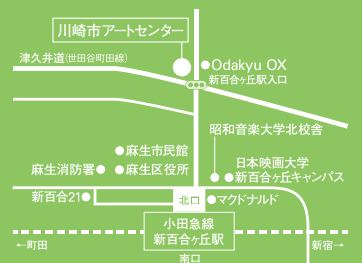 川崎市アートセンター
津久井道(世田谷町田線)
Odakyu OX
新百合ヶ丘駅入口
昭和音楽大学北校舎
麻生市民館
麻生消防署
麻生区役所
日本映画大学
新百合ヶ丘キャンパス
新百合21
北口
マクドナルド
小田急線
新百合ヶ丘駅
←町田
新宿→
南口